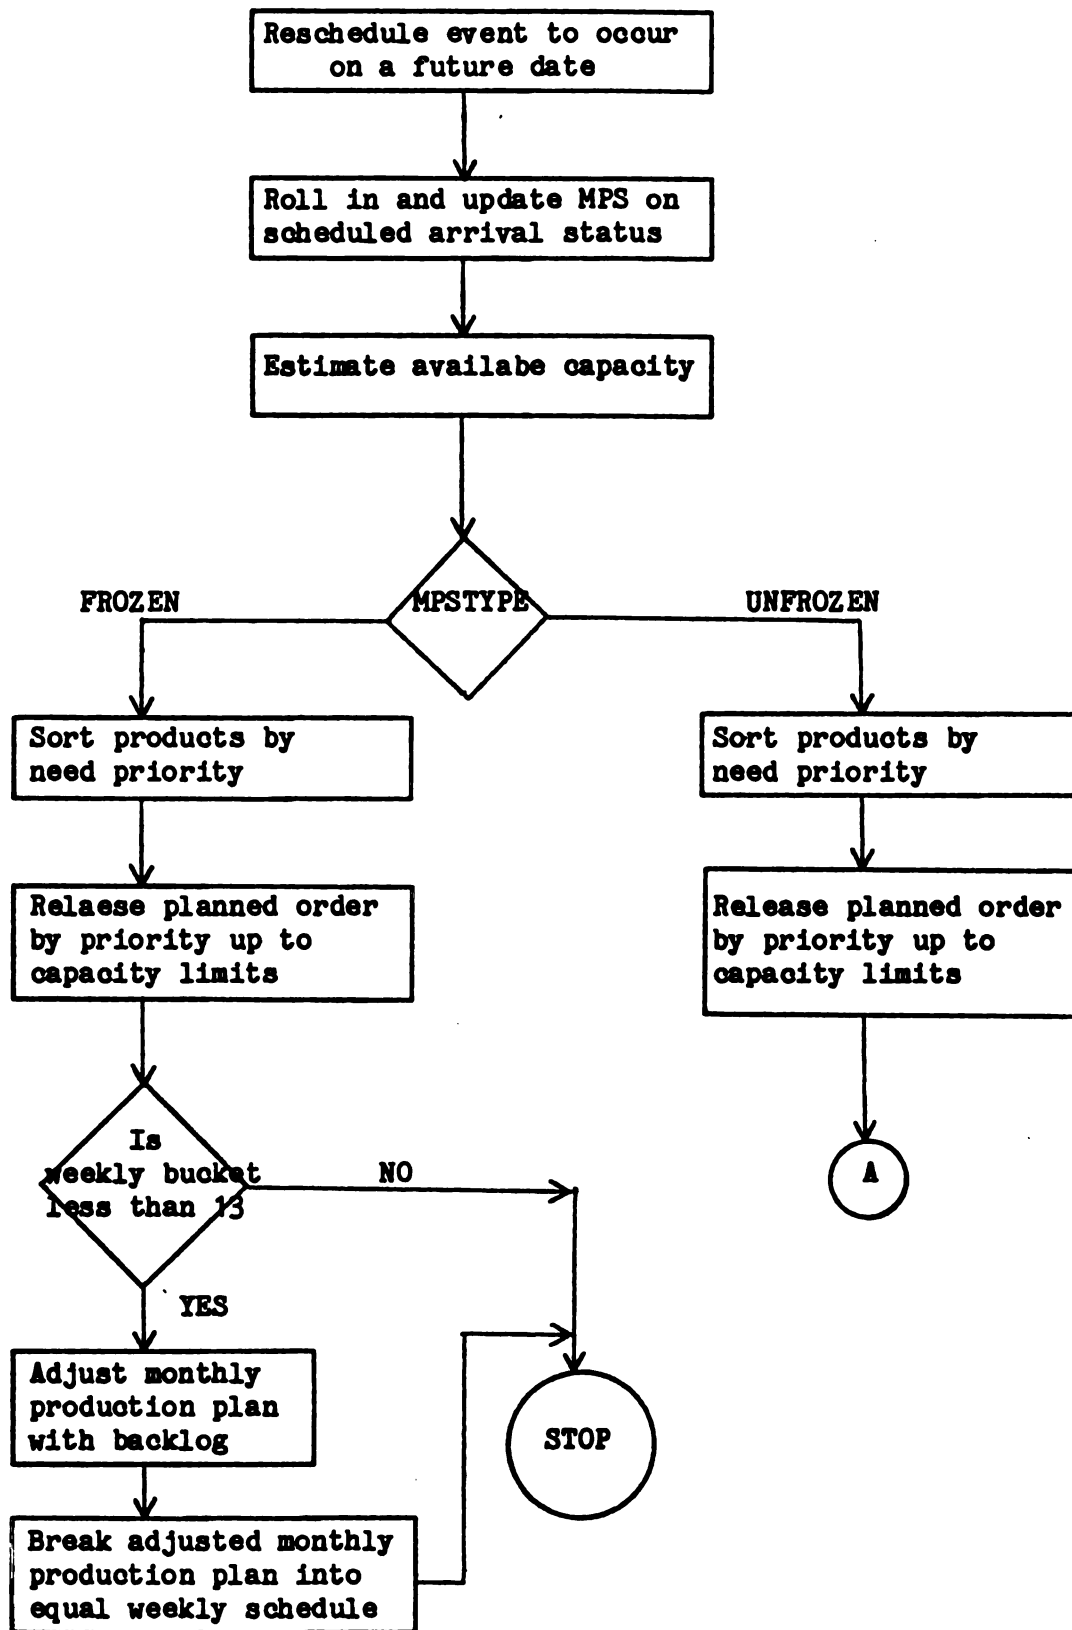 Reschedule event to occur
on a future date
Roll in and update MPS on
scheduled arrival status
Estimate availabe capacity
MPSTYPE
FROZEN
UNFROZEN
Sort products by
need priority
Sort products by
need priority
Relaese planned order
by priority up to
capacity limits
Release planned order
by priority up to
capacity limits
Is
weekly bucket
less than 13
NO
A
YES
Adjust monthly
production plan
with backlog
STOP
Break adjusted monthly
production plan into
equal weekly schedule